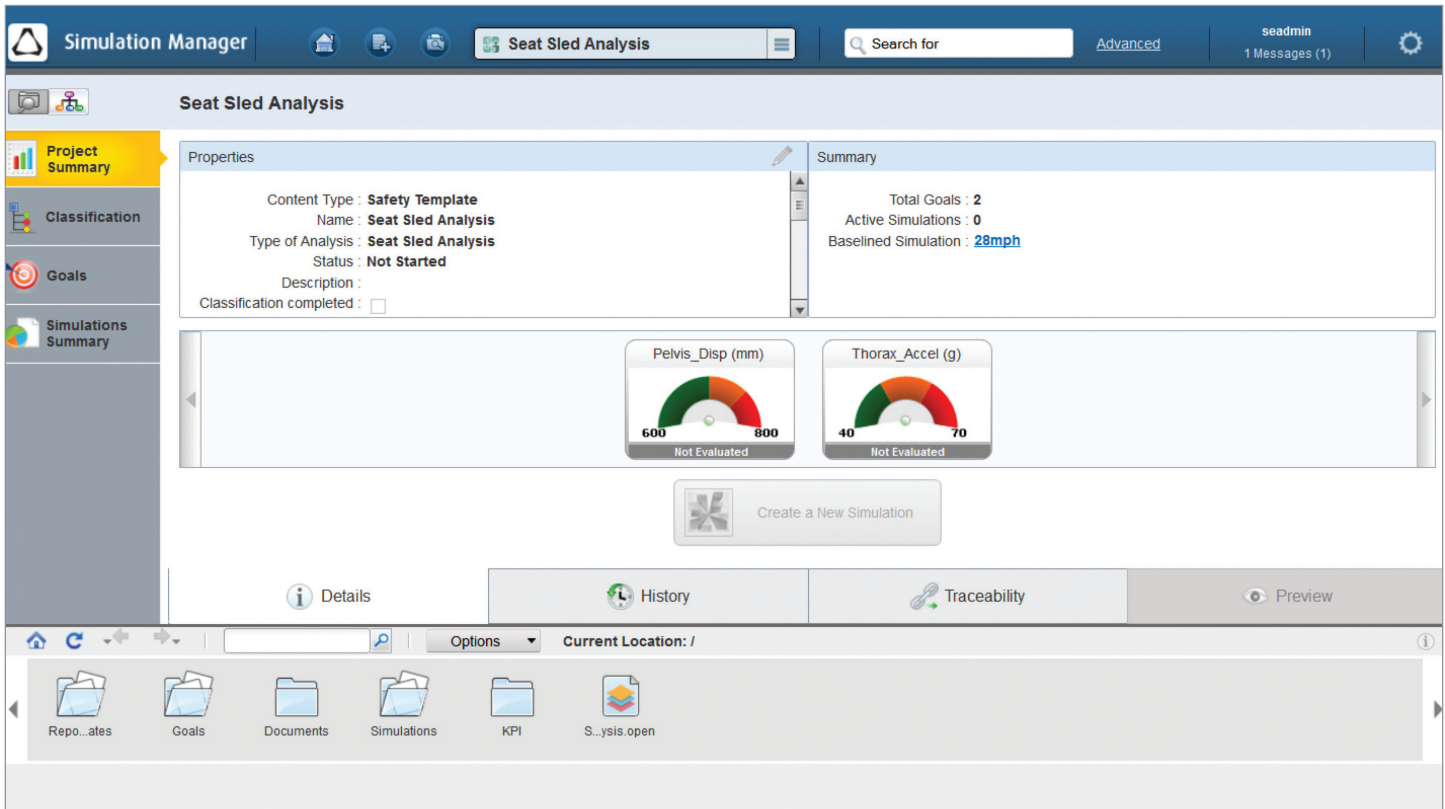 Simulation Manager
Seat Sled Analysis
Search for
Advanced
seadmin
1 Messages (1)
Seat Sled Analysis
Project
Summary
Classification
Goals
Simulations
Summary
Properties
Content Type : Safety Template
Name : Seat Sled Analysis
Type of Analysis : Seat Sled Analysis
Status : Not Started
Description :
Classification completed :
Summary
Total Goals : 2
Active Simulations : 0
Baselined Simulation : 28mph
Pelvis_Disp (mm)
600 800
Not Evaluated
Thorax_Accel (g)
40 70
Not Evaluated
Create a New Simulation
Details
History
Traceability
Preview
Options
Current Location: /
Repo...ates
Goals
Documents
Simulations
KPI
S...ysis.open